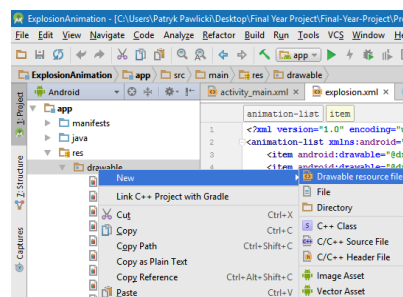 ExplosionAnimation - [C:\Users\Patryk Pawlicki\Desktop\Final Year Project\Final-Year-Project\Pro
File Edit View Navigate Code Analyze Refactor Build Run Tools VCS Window
app
ExplosionAnimation app src main res drawable
Android activity_main.xml × explosion.xml ×
1: Project
app
manifests
java
res
drawable
animation-list item
1 <?xml version="1.0" encoding="
2 <animation-list xmlns:android="
3 <item android:drawable="@d
4 <item android:drawable="@d
7: Structure
Captures
New
Link C++ Project with Gradle
Cut Ctrl+X
Copy Ctrl+C
Copy Path Ctrl+Shift+C
Copy as Plain Text
Copy Reference Ctrl+Alt+Shift+C
Paste Ctrl+V
Drawable resource file
File
Directory
C++ Class
C/C++ Source File
C/C++ Header File
Image Asset
Vector Asset